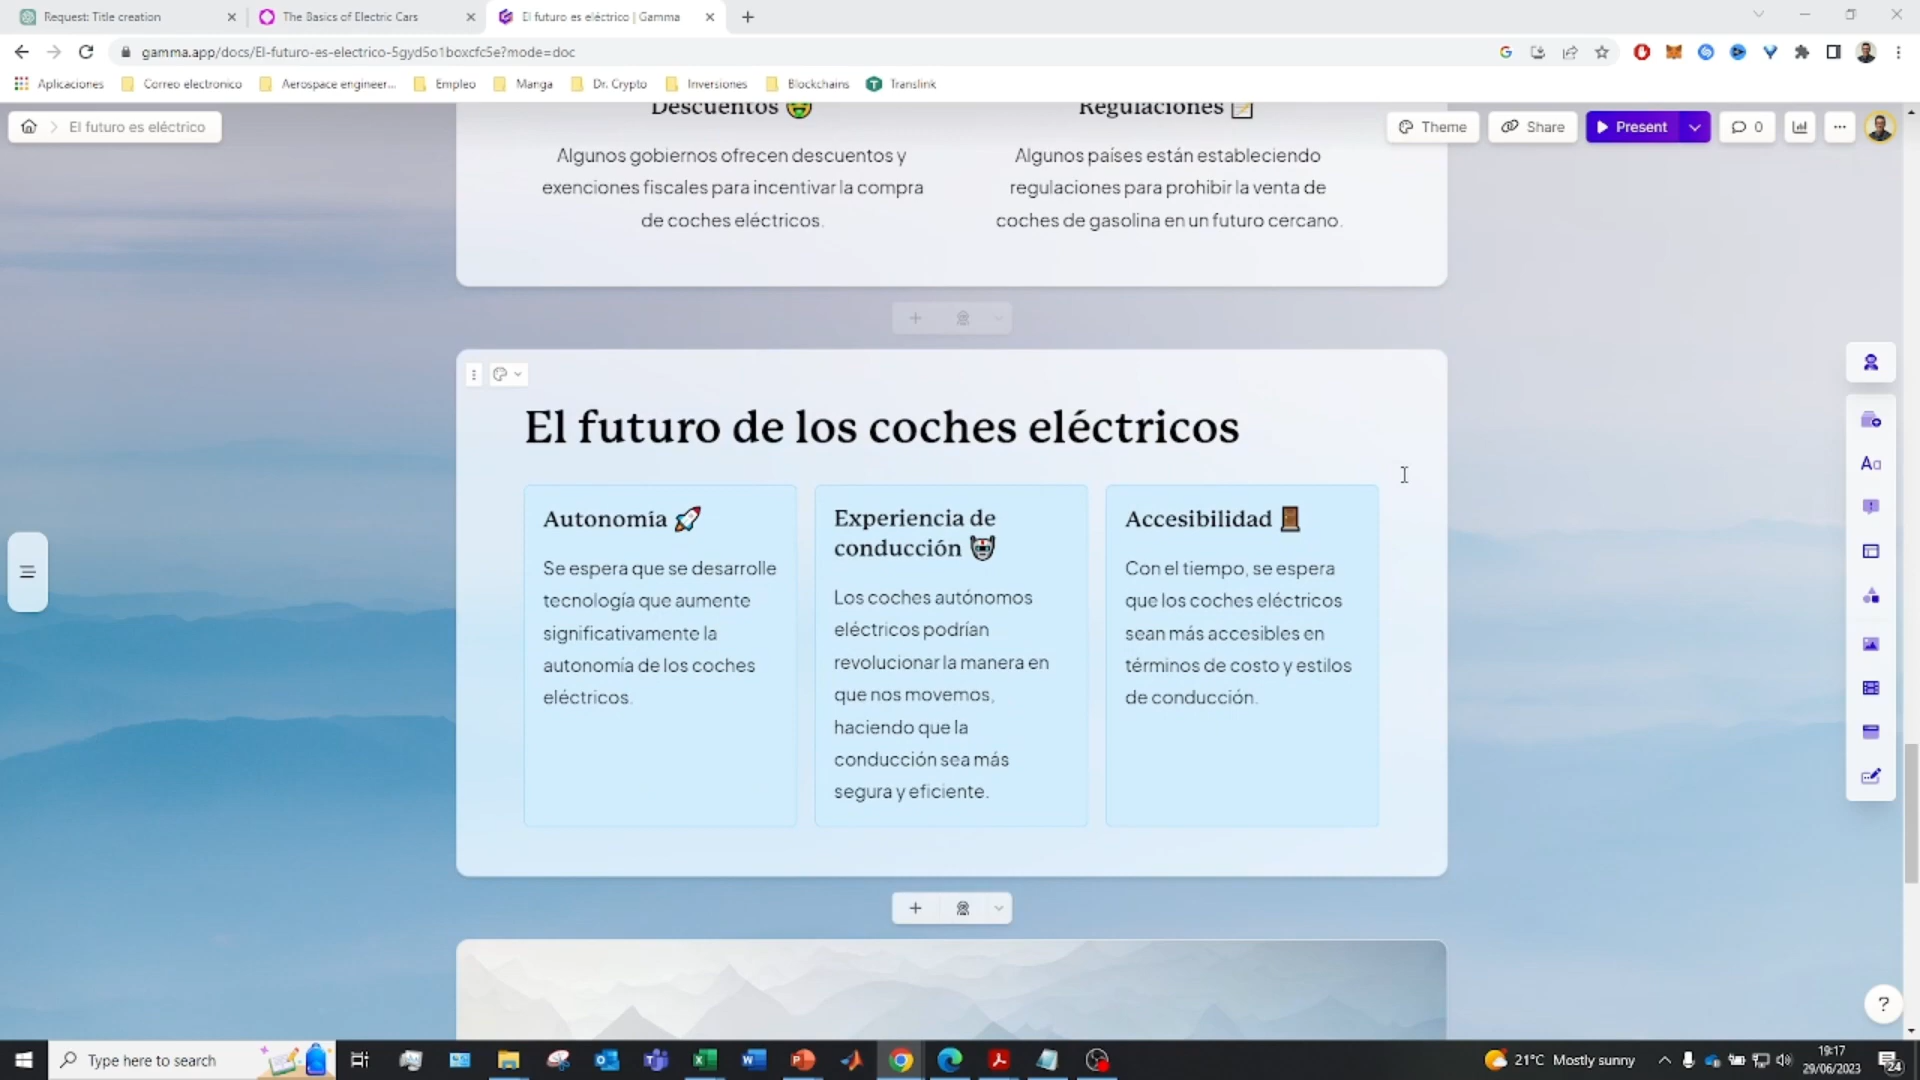 Request: Title creation
The Basics of Electric Cars
El futuro es eléctrico | Gamma
gamma.app/docs/El-futuro-es-electrico-5gyd5o1boxcfc5e?mode=doc
Aplicaciones
Correo electronico
Aerospace engineer...
Empleo
Manga
Dr. Crypto
Inversiones
Blockchains
Translink
El futuro es eléctrico
Theme
Share
Present
0
Descuentos 🤑
Algunos gobiernos ofrecen descuentos y
exenciones fiscales para incentivar la compra
de coches eléctricos.
Regulaciones 📝
Algunos países están estableciendo
regulaciones para prohibir la venta de
coches de gasolina en un futuro cercano.
El futuro de los coches eléctricos
Autonomía 🚀
Se espera que se desarrolle
tecnología que aumente
significativamente la
autonomía de los coches
eléctricos.
Experiencia de
conducción 🤖
Los coches autónomos
eléctricos podrían
revolucionar la manera en
que nos movemos,
haciendo que la
conducción sea más
segura y eficiente.
Accesibilidad 🚪
Con el tiempo, se espera
que los coches eléctricos
sean más accesibles en
términos de costo y estilos
de conducción.
Aa
?
Type here to search
21°C Mostly sunny
19:17
29/06/2023
24